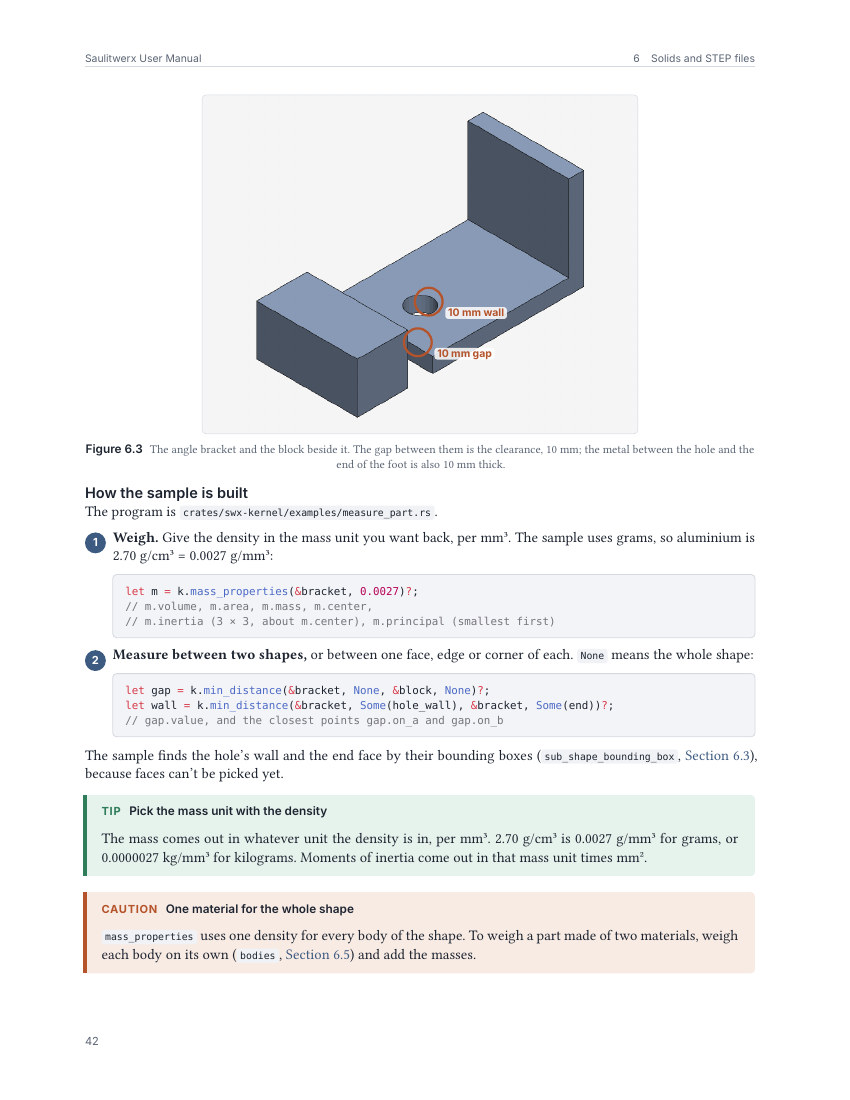 Saulitwerx User Manual
6 Solids and STEP files
10 mm wall
10 mm gap
Figure 6.3 The angle bracket and the block beside it. The gap between them is the clearance, 10 mm; the metal between the hole and the
end of the foot is also 10 mm thick.
How the sample is built
The program is crates/swx-kernel/examples/measure_part.rs.
1 Weigh. Give the density in the mass unit you want back, per mm³. The sample uses grams, so aluminium is
2.70 g/cm³ = 0.0027 g/mm³:
let m = k.mass_properties(&bracket, 0.0027)?;
// m.volume, m.area, m.mass, m.center,
// m.inertia (3 × 3, about m.center), m.principal (smallest first)
2 Measure between two shapes, or between one face, edge or corner of each. None means the whole shape:
let gap = k.min_distance(&bracket, None, &block, None)?;
let wall = k.min_distance(&bracket, Some(hole_wall), &bracket, Some(end))?;
// gap.value, and the closest points gap.on_a and gap.on_b
The sample finds the hole’s wall and the end face by their bounding boxes (sub_shape_bounding_box, Section 6.3),
because faces can’t be picked yet.
TIP Pick the mass unit with the density
The mass comes out in whatever unit the density is in, per mm³. 2.70 g/cm³ is 0.0027 g/mm³ for grams, or
0.0000027 kg/mm³ for kilograms. Moments of inertia come out in that mass unit times mm².
CAUTION One material for the whole shape
mass_properties uses one density for every body of the shape. To weigh a part made of two materials, weigh
each body on its own (bodies, Section 6.5) and add the masses.
42